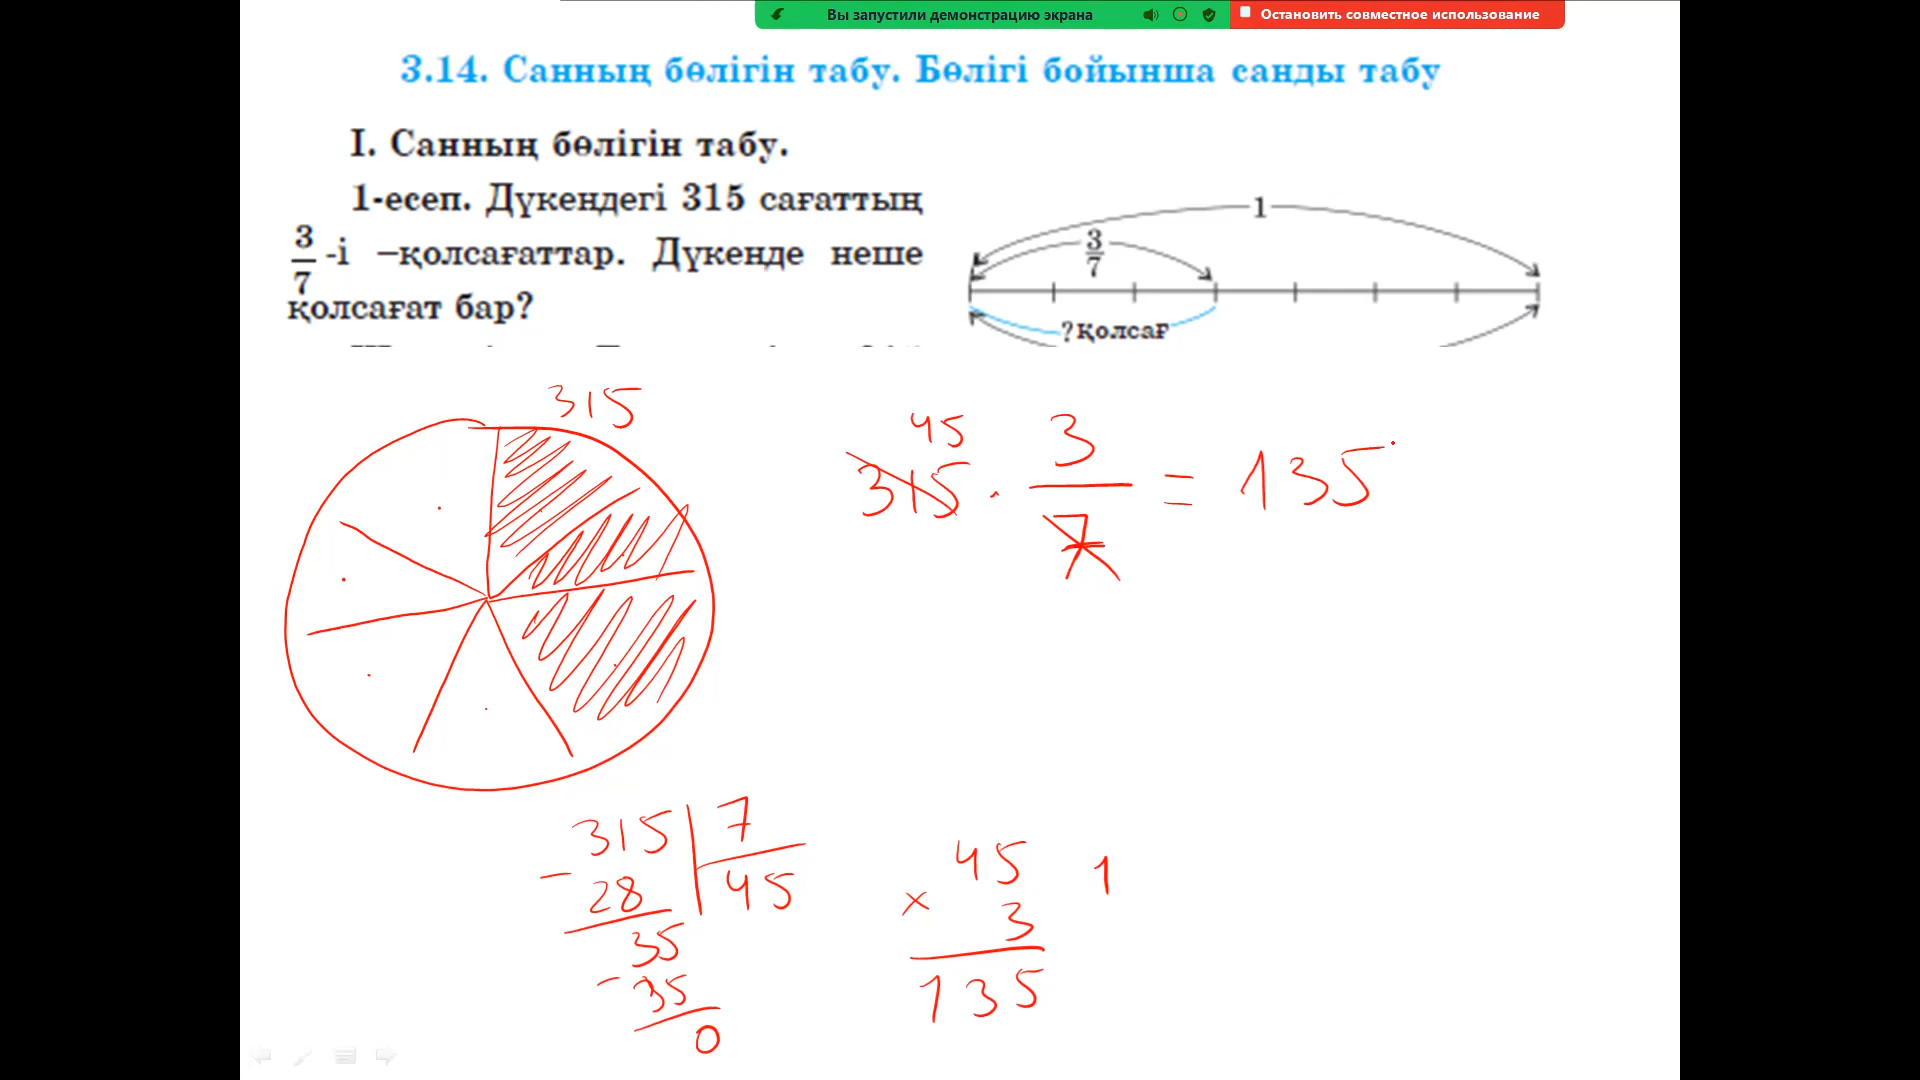 Вы запустили демонстрацию экрана
Остановить совместное использование
3.14. Санның бөлігін табу. Бөлігі бойынша санды табу
I. Санның бөлігін табу.
1-есеп. Дүкендегі 315 сағаттың
3/7 -і –қолсағаттар. Дүкенде неше
қолсағат бар?
1
3/7
?қолсағ
315
45
315 · 3/7 = 135
315 7
- 28 45
35
- 35
0
45 1
× 3
135